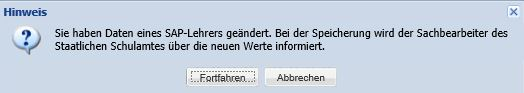 Hinweis
Sie haben Daten eines SAP-Lehrers geändert. Bei der Speicherung wird der Sachbearbeiter des
Staatlichen Schulamtes über die neuen Werte informiert.
Fortfahren Abbrechen